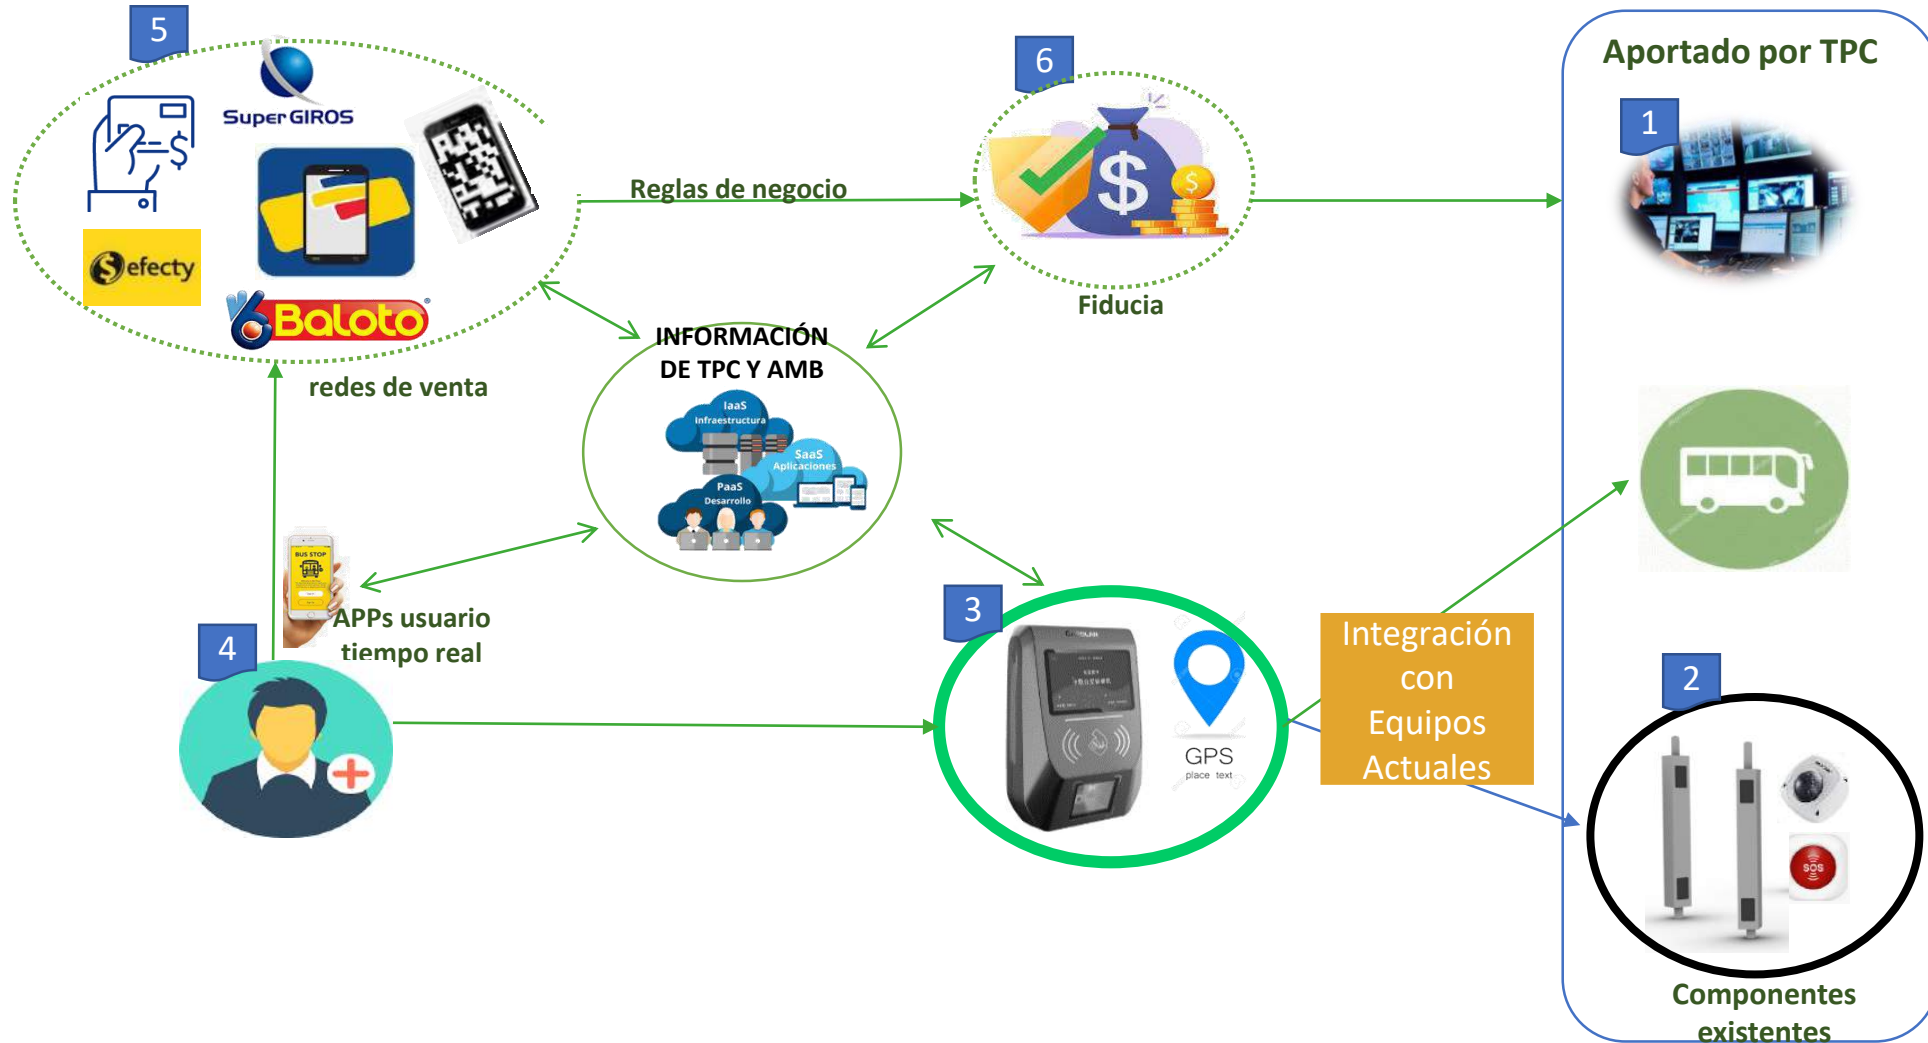 5
SuperGIROS
$
efecty
Baloto
redes de venta
Reglas de negocio
6
$
$
Fiducia
Aportado por TPC
1
INFORMACIÓN
DE TPC Y AMB
IaaS
Infraestructura
SaaS
Aplicaciones
PaaS
Desarrollo
BUS STOP
APPs usuario
tiempo real
4
3
GPS
place text
Integración
con
Equipos
Actuales
2
SOS
Componentes
existentes